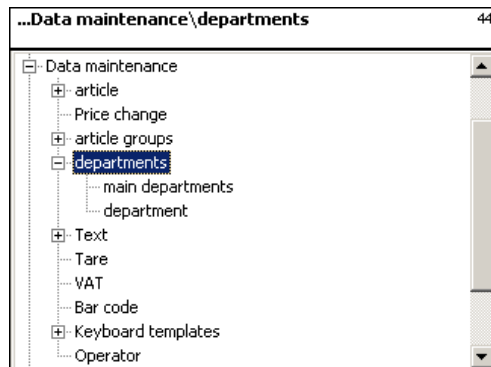 ...Data maintenance\departments 44
Data maintenance
article
Price change
article groups
departments
main departments
department
Text
Tare
VAT
Bar code
Keyboard templates
Operator